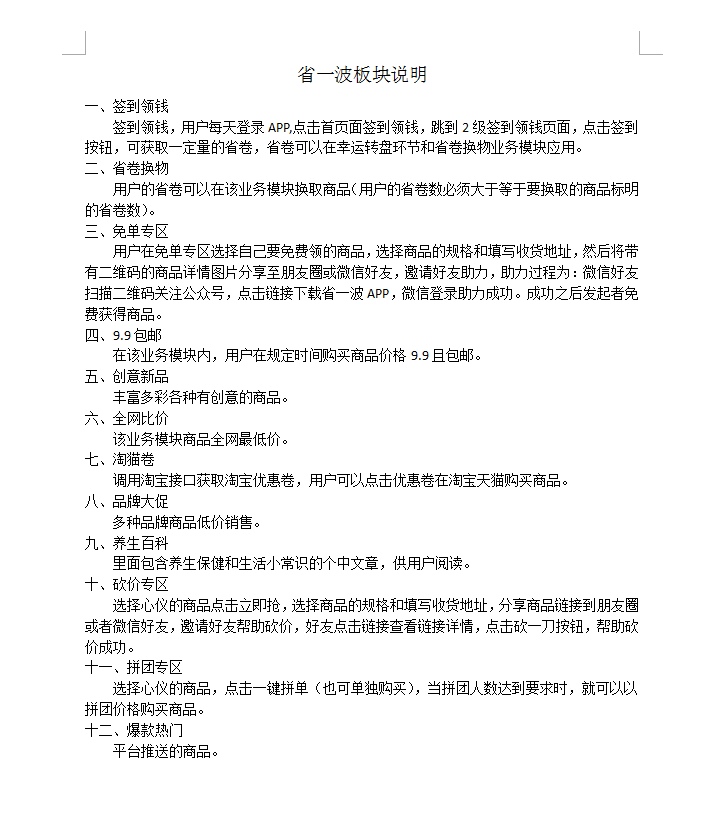 省一波板块说明
一、签到领钱
签到领钱，用户每天登录 APP,点击首页面签到领钱，跳到 2 级签到领钱页面，点击签到
按钮，可获取一定量的省卷，省卷可以在幸运转盘环节和省卷换物业务模块应用。
二、省卷换物
用户的省卷可以在该业务模块换取商品（用户的省卷数必须大于等于要换取的商品标明
的省卷数）。
三、免单专区
用户在免单专区选择自己要免费领的商品，选择商品的规格和填写收货地址，然后将带
有二维码的商品详情图片分享至朋友圈或微信好友，邀请好友助力，助力过程为：微信好友
扫描二维码关注公众号，点击链接下载省一波 APP，微信登录助力成功。成功之后发起者免
费获得商品。
四、9.9 包邮
在该业务模块内，用户在规定时间购买商品价格 9.9 且包邮。
五、创意新品
丰富多彩各种有创意的商品。
六、全网比价
该业务模块商品全网最低价。
七、淘猫卷
调用淘宝接口获取淘宝优惠卷，用户可以点击优惠卷在淘宝天猫购买商品。
八、品牌大促
多种品牌商品低价销售。
九、养生百科
里面包含养生保健和生活小常识的个中文章，供用户阅读。
十、砍价专区
选择心仪的商品点击立即抢，选择商品的规格和填写收货地址，分享商品链接到朋友圈
或者微信好友，邀请好友帮助砍价，好友点击链接查看链接详情，点击砍一刀按钮，帮助砍
价成功。
十一、拼团专区
选择心仪的商品，点击一键拼单（也可单独购买），当拼团人数达到要求时，就可以以
拼团价格购买商品。
十二、爆款热门
平台推送的商品。